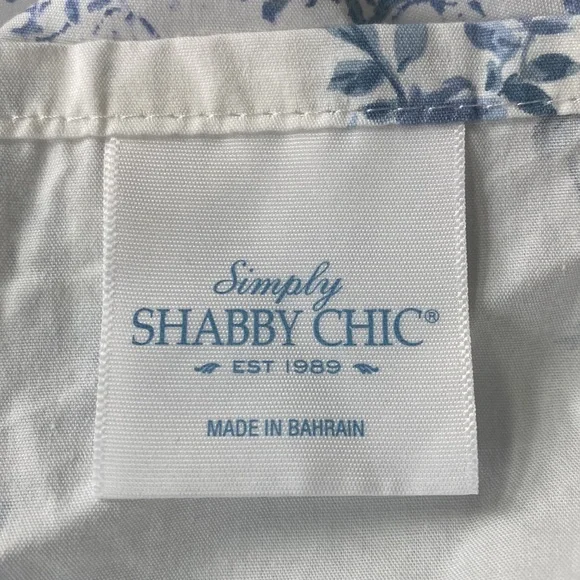 Simply
SHABBY CHIC®
EST 1989
MADE IN BAHRAIN